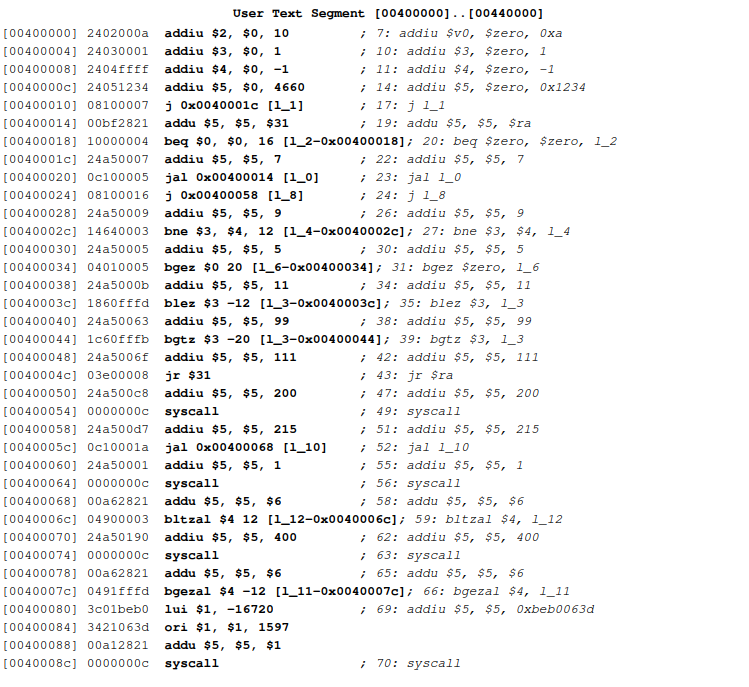 User Text Segment [00400000]..[00440000]
[00400000] 2402000a addiu $2, $0, 10 ; 7: addiu $v0, $zero, 0xa
[00400004] 24030001 addiu $3, $0, 1 ; 10: addiu $3, $zero, 1
[00400008] 2404ffff addiu $4, $0, -1 ; 11: addiu $4, $zero, -1
[0040000c] 24051234 addiu $5, $0, 4660 ; 14: addiu $5, $zero, 0x1234
[00400010] 08100007 j 0x0040001c [l_1] ; 17: j l_1
[00400014] 00bf2821 addu $5, $5, $31 ; 19: addu $5, $5, $ra
[00400018] 10000004 beq $0, $0, 16 [l_2-0x00400018]; 20: beq $zero, $zero, l_2
[0040001c] 24a50007 addiu $5, $5, 7 ; 22: addiu $5, $5, 7
[00400020] 0c100005 jal 0x00400014 [l_0] ; 23: jal l_0
[00400024] 08100016 j 0x00400058 [l_8] ; 24: j l_8
[00400028] 24a50009 addiu $5, $5, 9 ; 26: addiu $5, $5, 9
[0040002c] 14640003 bne $3, $4, 12 [l_4-0x0040002c]; 27: bne $3, $4, l_4
[00400030] 24a50005 addiu $5, $5, 5 ; 30: addiu $5, $5, 5
[00400034] 04010005 bgez $0 20 [l_6-0x00400034]; 31: bgez $zero, l_6
[00400038] 24a5000b addiu $5, $5, 11 ; 34: addiu $5, $5, 11
[0040003c] 1860fffd blez $3 -12 [l_3-0x0040003c]; 35: blez $3, l_3
[00400040] 24a50063 addiu $5, $5, 99 ; 38: addiu $5, $5, 99
[00400044] 1c60fffb bgtz $3 -20 [l_3-0x00400044]; 39: bgtz $3, l_3
[00400048] 24a5006f addiu $5, $5, 111 ; 42: addiu $5, $5, 111
[0040004c] 03e00008 jr $31 ; 43: jr $ra
[00400050] 24a500c8 addiu $5, $5, 200 ; 47: addiu $5, $5, 200
[00400054] 0000000c syscall ; 49: syscall
[00400058] 24a500d7 addiu $5, $5, 215 ; 51: addiu $5, $5, 215
[0040005c] 0c10001a jal 0x00400068 [l_10] ; 52: jal l_10
[00400060] 24a50001 addiu $5, $5, 1 ; 55: addiu $5, $5, 1
[00400064] 0000000c syscall ; 56: syscall
[00400068] 00a62821 addu $5, $5, $6 ; 58: addu $5, $5, $6
[0040006c] 04900003 bltzal $4 12 [l_12-0x0040006c]; 59: bltzal $4, l_12
[00400070] 24a50190 addiu $5, $5, 400 ; 62: addiu $5, $5, 400
[00400074] 0000000c syscall ; 63: syscall
[00400078] 00a62821 addu $5, $5, $6 ; 65: addu $5, $5, $6
[0040007c] 0491fffd bgezal $4 -12 [l_11-0x0040007c]; 66: bgezal $4, l_11
[00400080] 3c01beb0 lui $1, -16720 ; 69: addiu $5, $5, 0xbeb0063d
[00400084] 3421063d ori $1, $1, 1597
[00400088] 00a12821 addu $5, $5, $1
[0040008c] 0000000c syscall ; 70: syscall